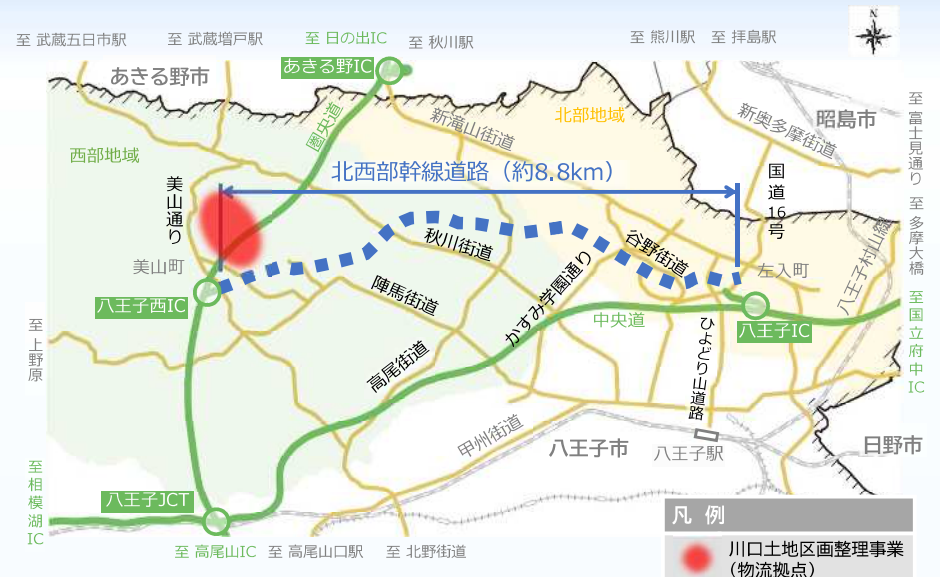 至 武蔵五日市駅
至 武蔵増戸駅
至 日の出IC
至 秋川駅
至 熊川駅
至 拝島駅
N
あきる野市
あきる野IC
圏央道
新滝山街道
北部地域
新奥多摩街道
昭島市
至富士見通り
西部地域
北西部幹線道路（約8.8km）
国道16号
美山通り
至多摩大橋
秋川街道
谷野街道
八王子村山線
美山町
左入町
八王子西IC
陣馬街道
かすみ学園通り
中央道
八王子IC
至国立府中IC
至上野原
ひよどり山道路
高尾街道
甲州街道
八王子市
八王子駅
日野市
至相模湖IC
八王子JCT
至 高尾山IC
至 高尾山口駅
至 北野街道
凡 例
川口土地区画整理事業
（物流拠点）